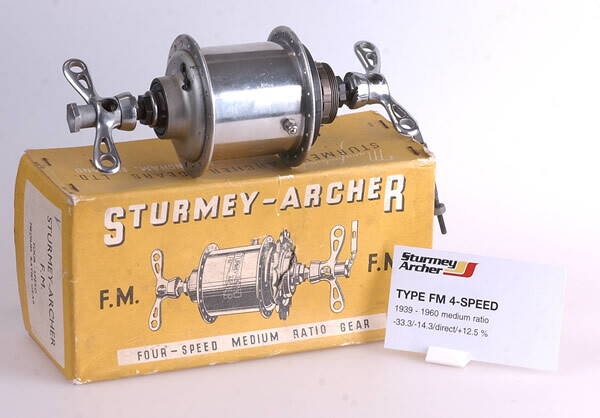 STURMEY-ARCHER
F.M.
F.M.
FOUR-SPEED MEDIUM RATIO GEAR
STURMEY-ARCHER
F.M.
Sturmey
Archer
TYPE FM 4-SPEED
1939 - 1960 medium ratio
-33.3/-14.3/direct/+12.5 %